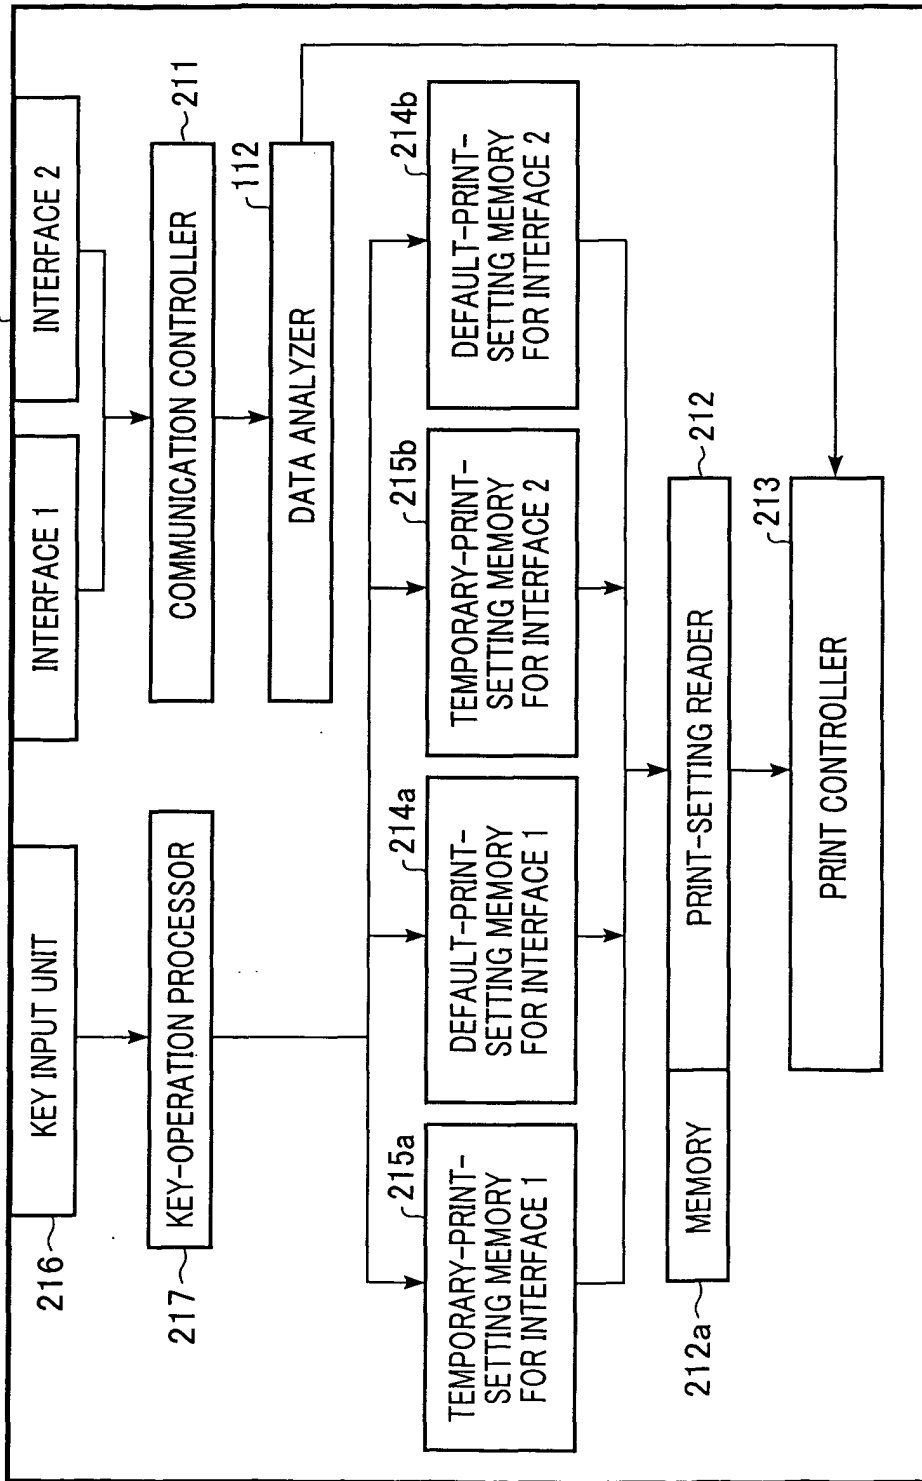 KEY INPUT UNIT
216
INTERFACE 1
INTERFACE 2
KEY-OPERATION PROCESSOR
217
COMMUNICATION CONTROLLER
211
DATA ANALYZER
112
215a
TEMPORARY-PRINT-
SETTING MEMORY
FOR INTERFACE 1
214a
DEFAULT-PRINT-
SETTING MEMORY
FOR INTERFACE 1
215b
TEMPORARY-PRINT-
SETTING MEMORY
FOR INTERFACE 2
214b
DEFAULT-PRINT-
SETTING MEMORY
FOR INTERFACE 2
212a
MEMORY
PRINT-SETTING READER
212
213
PRINT CONTROLLER